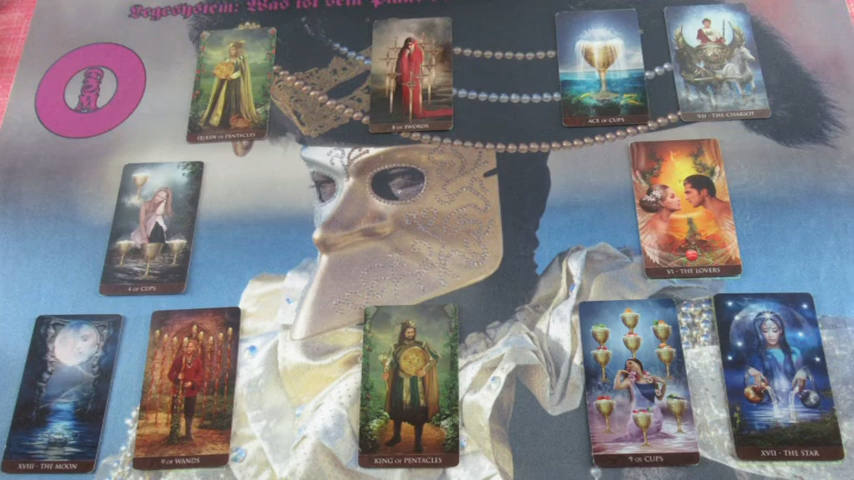 Logosystem: Was ist dein
QUEEN OF PENTACLES
8 OF SWORDS
ACE OF CUPS
VII - THE CHARIOT
4 OF CUPS
VI - THE LOVERS
XVIII - THE MOON
9 OF WANDS
KING OF PENTACLES
9 OF CUPS
XVII - THE STAR